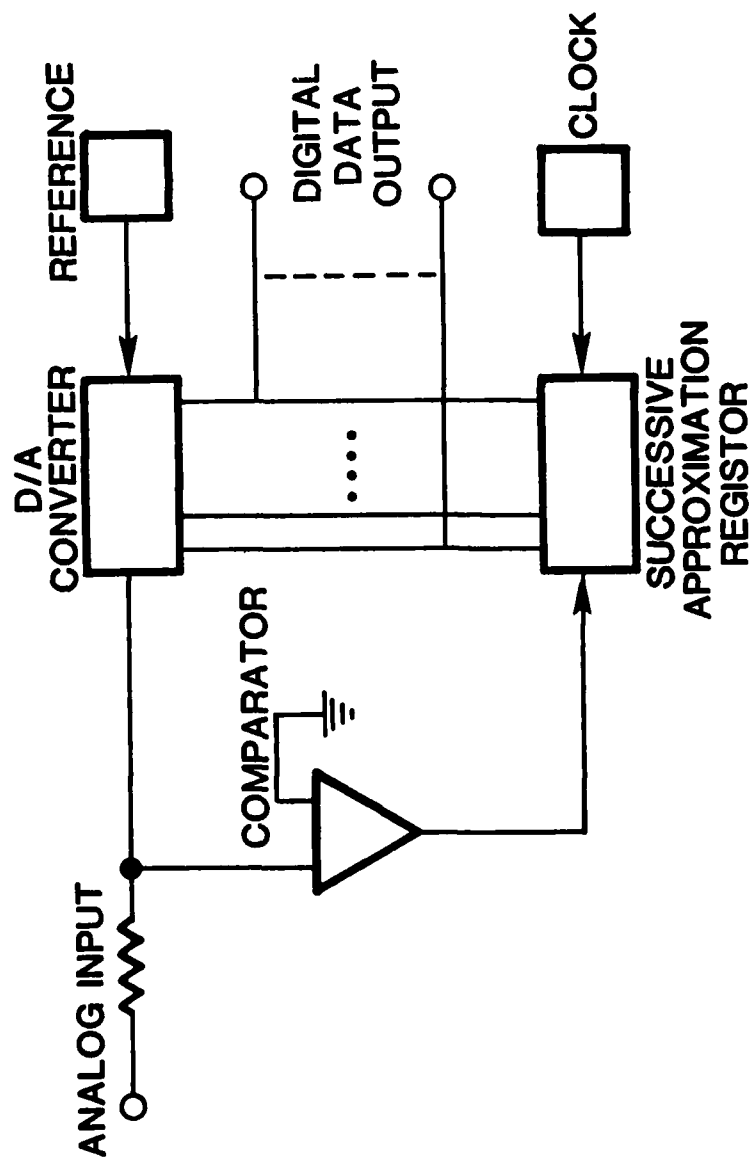 ANALOG INPUT
D/A
CONVERTER
REFERENCE
COMPARATOR
DIGITAL
DATA
OUTPUT
SUCCESSIVE
APPROXIMATION
REGISTOR
CLOCK